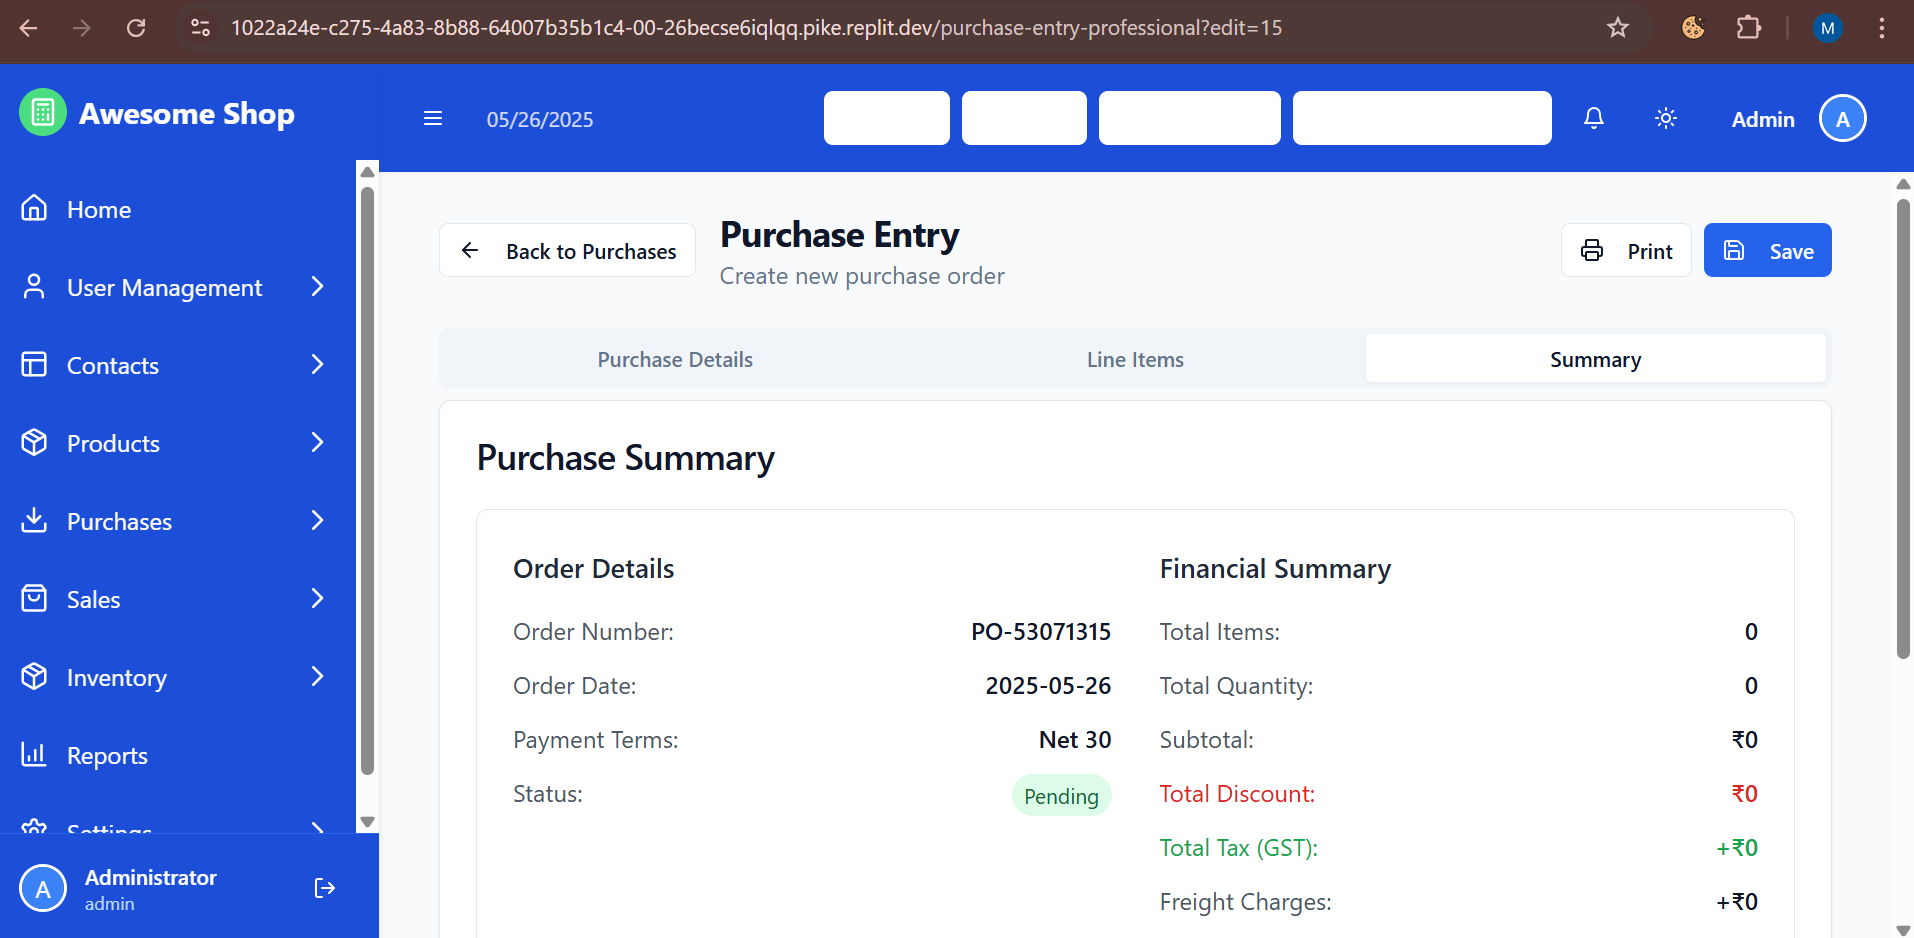 1022a24e-c275-4a83-8b88-64007b35b1c4-00-26becse6iqlqq.pike.replit.dev/purchase-entry-professional?edit=15
M
Awesome Shop
05/26/2025
Admin
A
Home
User Management
Contacts
Products
Purchases
Sales
Inventory
Reports
Settings
A
Administrator
admin
Back to Purchases
Purchase Entry
Create new purchase order
Print
Save
Purchase Details
Line Items
Summary
Purchase Summary
Order Details
Order Number: PO-53071315
Order Date: 2025-05-26
Payment Terms: Net 30
Status: Pending
Financial Summary
Total Items: 0
Total Quantity: 0
Subtotal: ₹0
Total Discount: ₹0
Total Tax (GST): +₹0
Freight Charges: +₹0